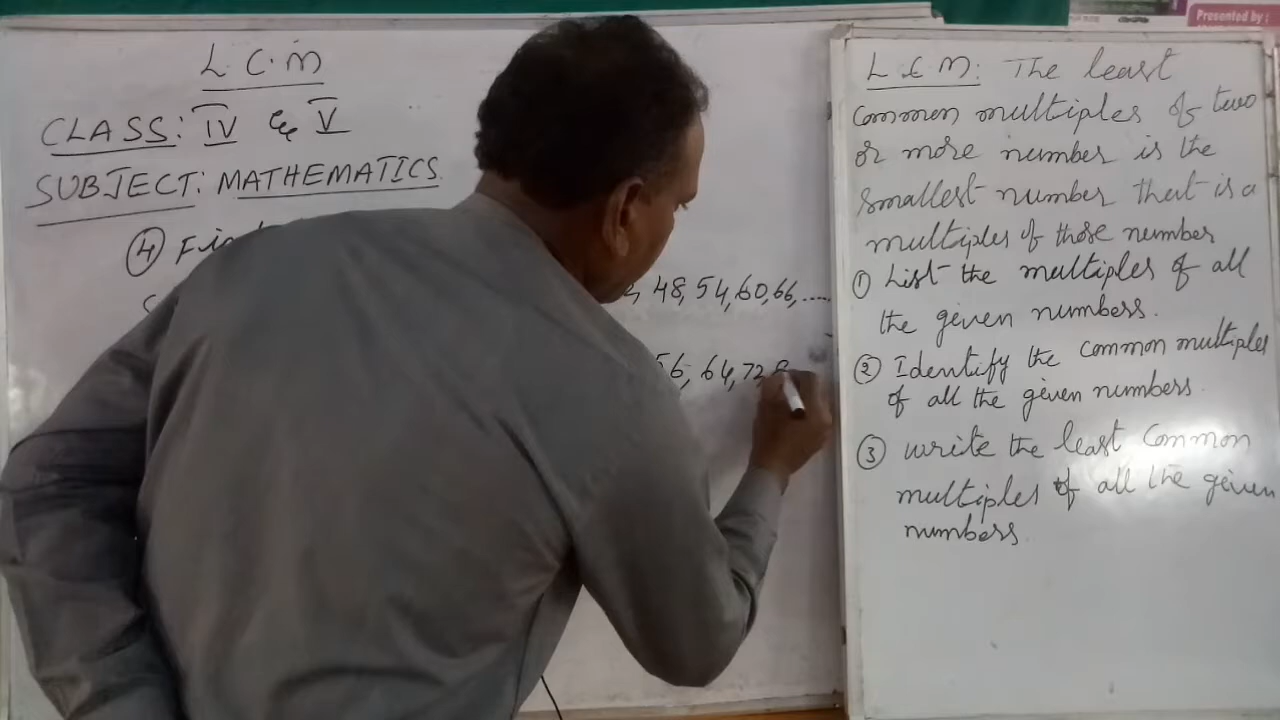 L.C.M
CLASS: IV & V
SUBJECT: MATHEMATICS.
④
48, 54, 60, 66, .....
56, 64, 72
L.C.M: The least
Common multiples of two
or more number is the
smallest number that is a
multiples of those number
① List the multiples of all
the given numbers.
② Identify the common multiples
of all the given numbers.
③ write the least Common
multiples of all the given
numbers.
Presented by :